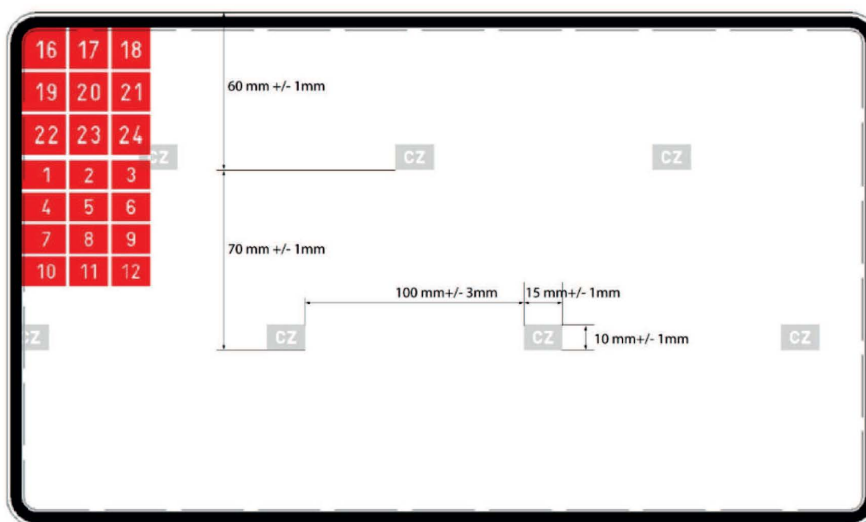 16 17 18
60 mm +/- 1mm
19 20 21
22 23 24
CZ CZ CZ
1 2 3
4 5 6
70 mm +/- 1mm
7 8 9
10 11 12
100 mm+/- 3mm 15 mm+/- 1mm
CZ CZ CZ CZ
10 mm+/- 1mm